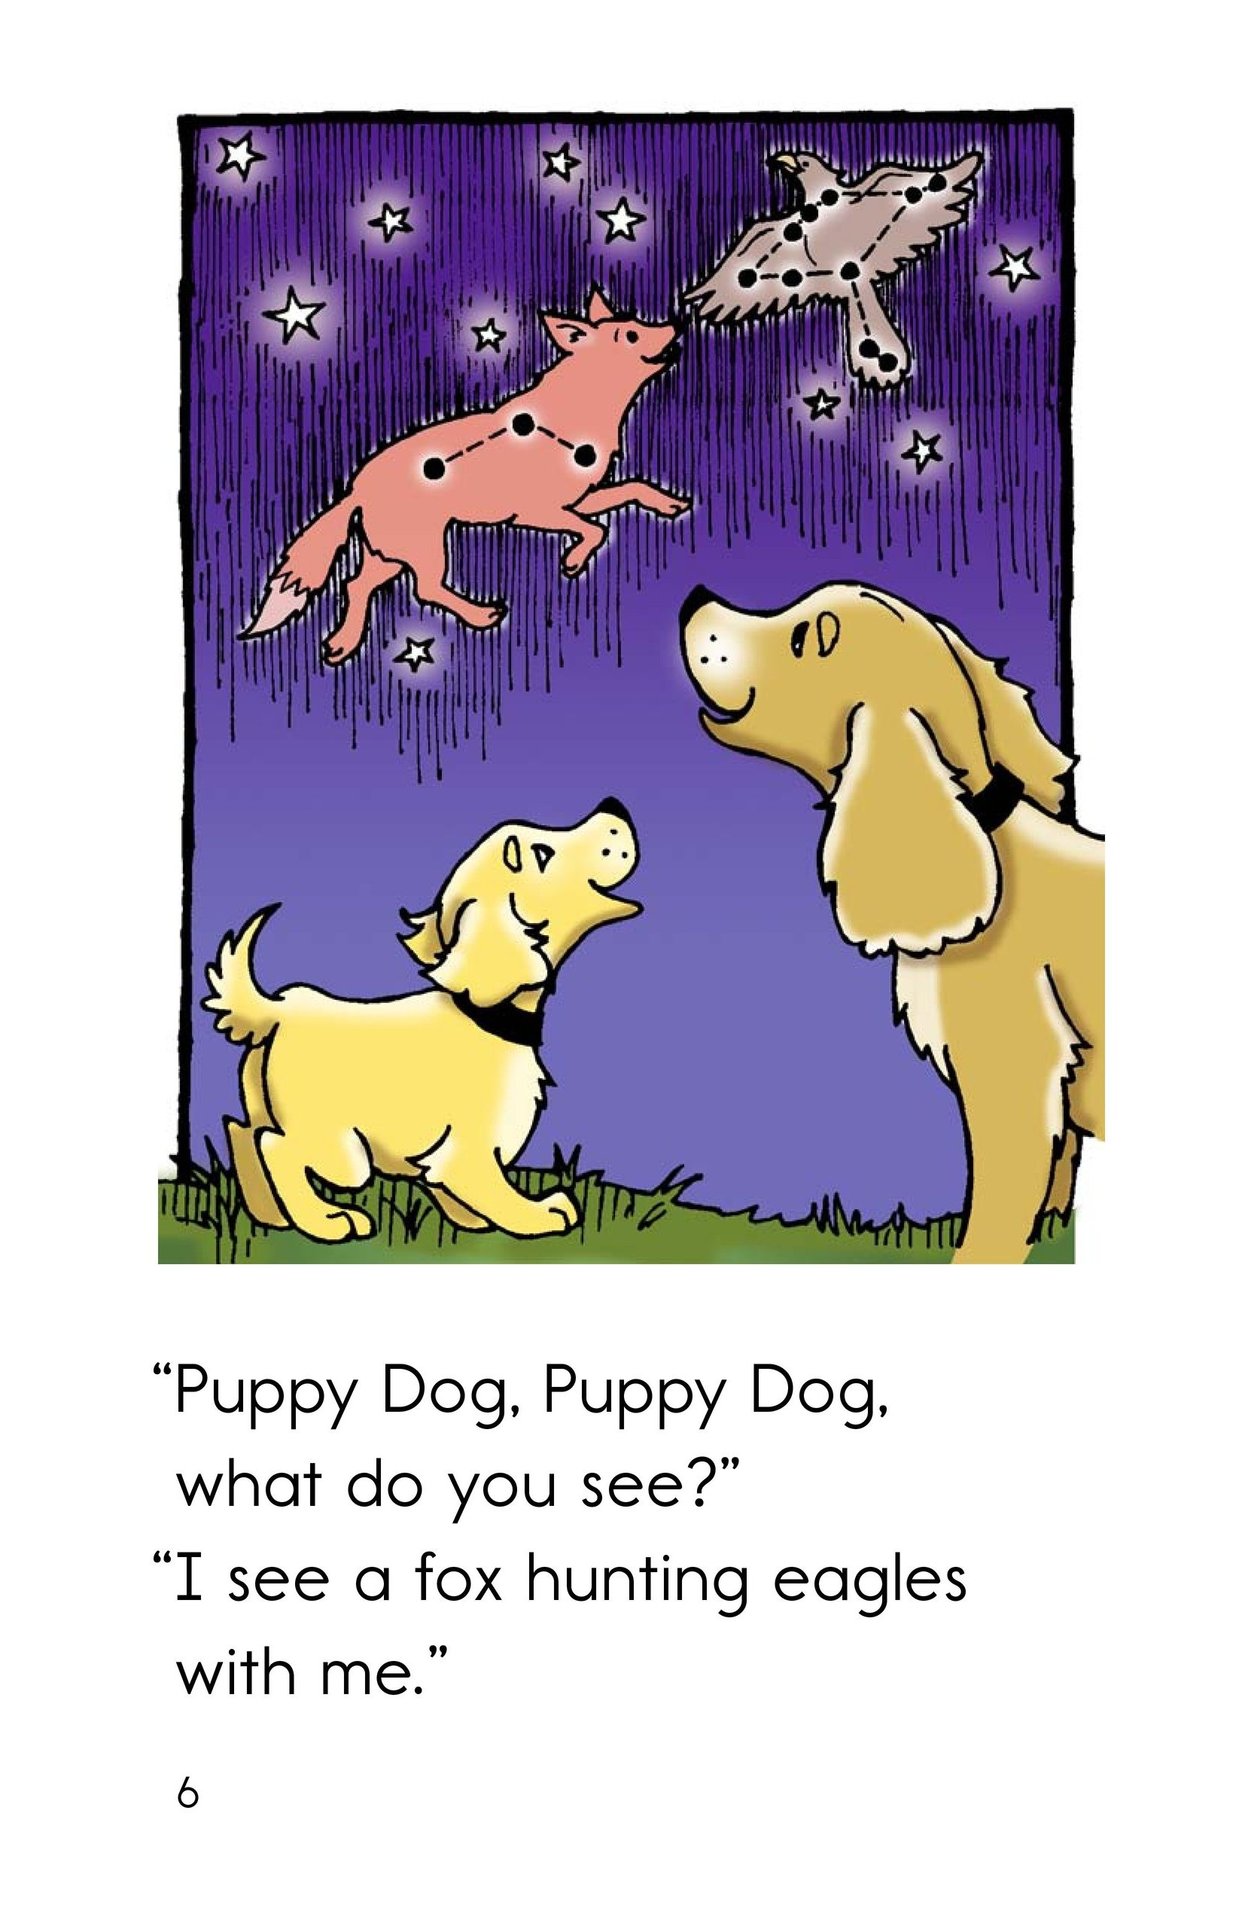 “Puppy Dog, Puppy Dog,
what do you see?”
“I see a fox hunting eagles
with me.”
6